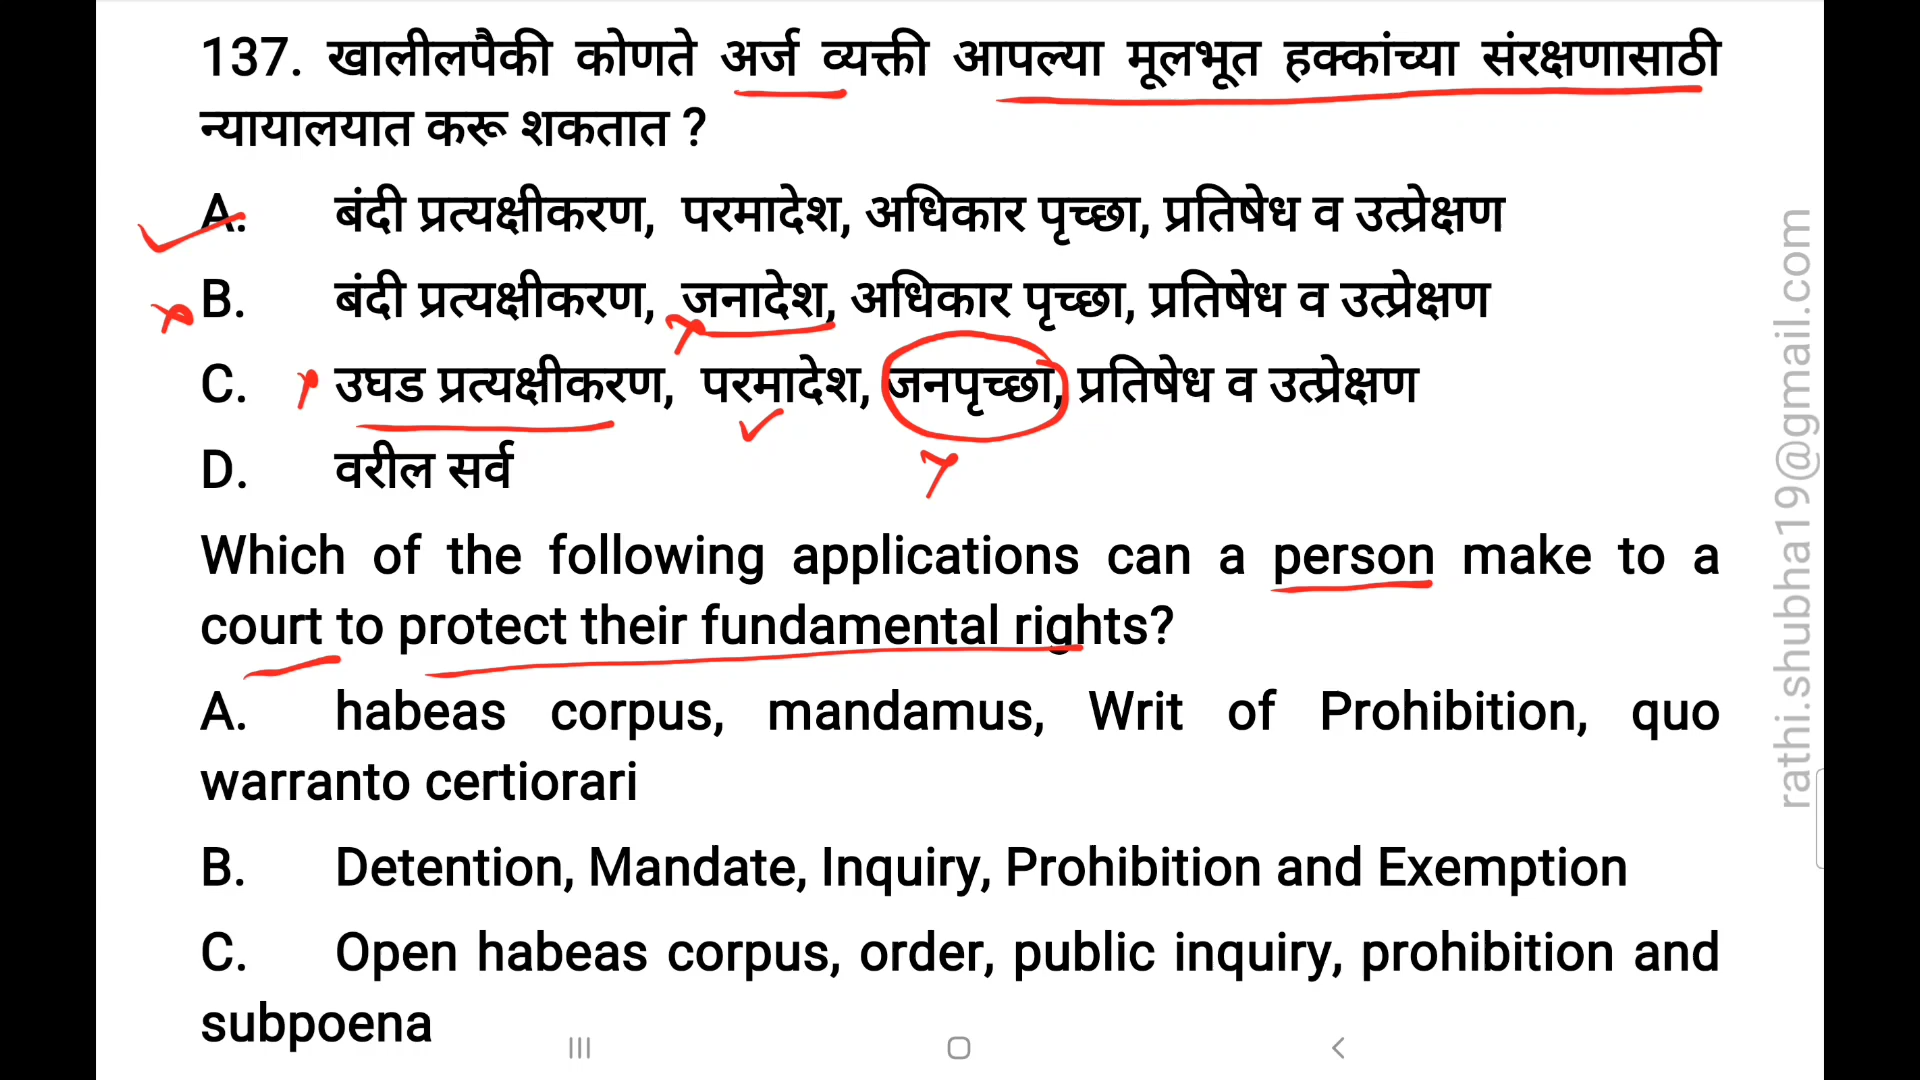 137. खालीलपैकी कोणते अर्ज व्यक्ती आपल्या मूलभूत हक्कांच्या संरक्षणासाठी
न्यायालयात करू शकतात ?
A. बंदी प्रत्यक्षीकरण, परमादेश, अधिकार पृच्छा, प्रतिषेध व उत्प्रेक्षण
B. बंदी प्रत्यक्षीकरण, जनादेश, अधिकार पृच्छा, प्रतिषेध व उत्प्रेक्षण
C. उघड प्रत्यक्षीकरण, परमादेश, जनपृच्छा, प्रतिषेध व उत्प्रेक्षण
D. वरील सर्व
Which of the following applications can a person make to a
court to protect their fundamental rights?
A. habeas corpus, mandamus, Writ of Prohibition, quo
warranto certiorari
B. Detention, Mandate, Inquiry, Prohibition and Exemption
C. Open habeas corpus, order, public inquiry, prohibition and
subpoena
rathi.shubha19@gmail.com